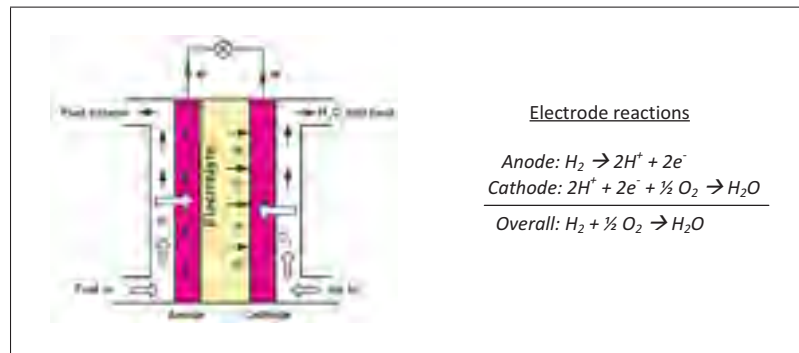 Fuel
H₂O and heat
Electrolyte
Fuel in
Air in
Anode
Cathode
Electrode reactions
Anode: H₂ → 2H⁺ + 2e⁻
Cathode: 2H⁺ + 2e⁻ + ½ O₂ → H₂O
Overall: H₂ + ½ O₂ → H₂O